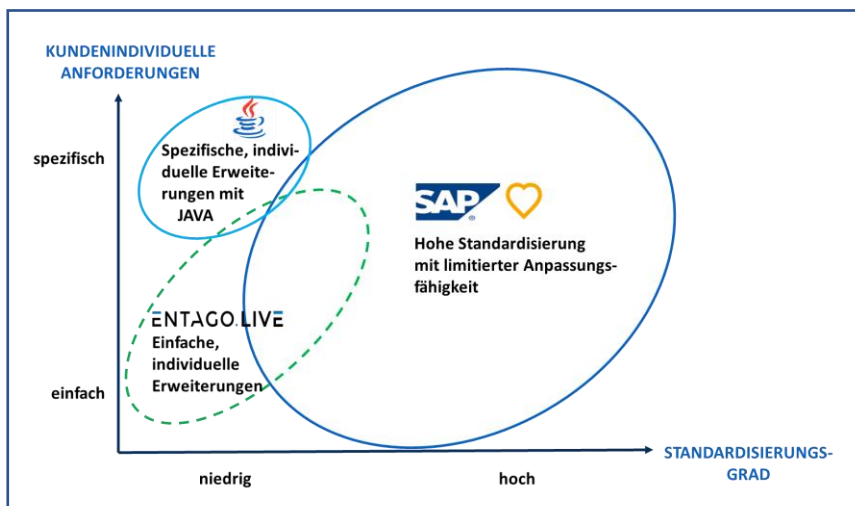 KUNDENINDIVIDUELLE
ANFORDERUNGEN
spezifisch
Spezifische, indivi-
duelle Erweite-
rungen mit
JAVA
SAP
®
Hohe Standardisierung
mit limitierter Anpassungs-
fähigkeit
ENTAGO.LIVE
Einfache,
individuelle
Erweiterungen
einfach
niedrig
hoch
STANDARDISIERUNGS-
GRAD